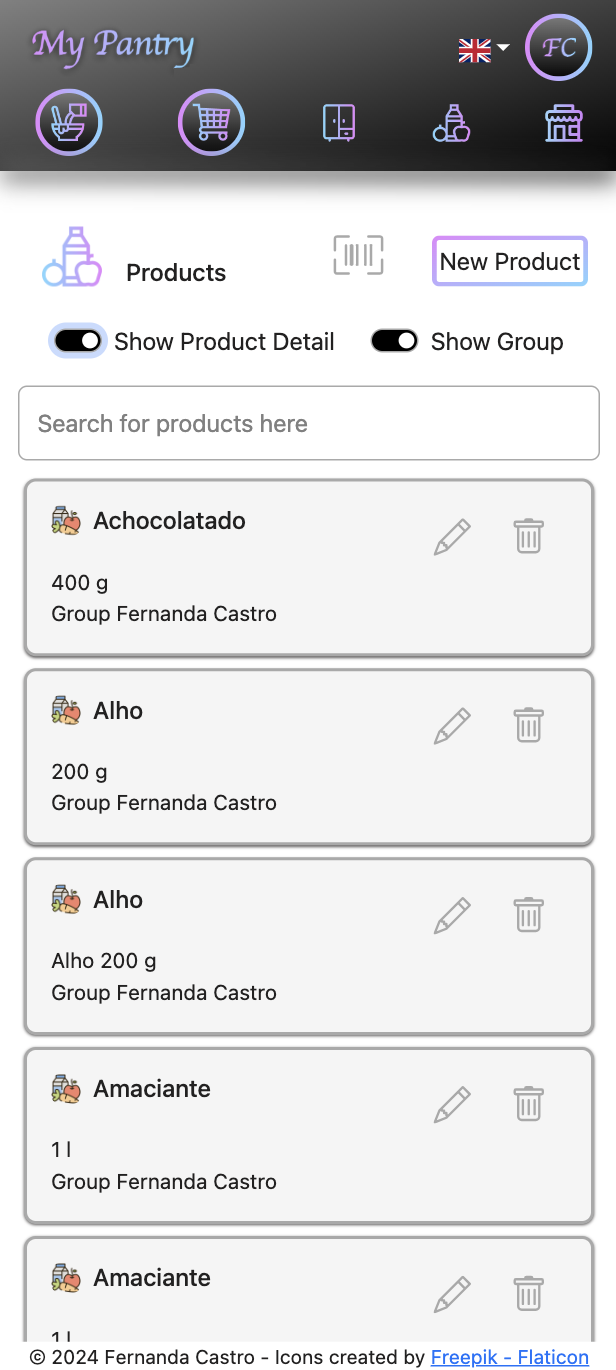 My Pantry
FC
Products
New Product
Show Product Detail
Show Group
Search for products here
Achocolatado
400 g
Group Fernanda Castro
Alho
200 g
Group Fernanda Castro
Alho
Alho 200 g
Group Fernanda Castro
Amaciante
1 l
Group Fernanda Castro
Amaciante
1 l
© 2024 Fernanda Castro - Icons created by Freepik - Flaticon